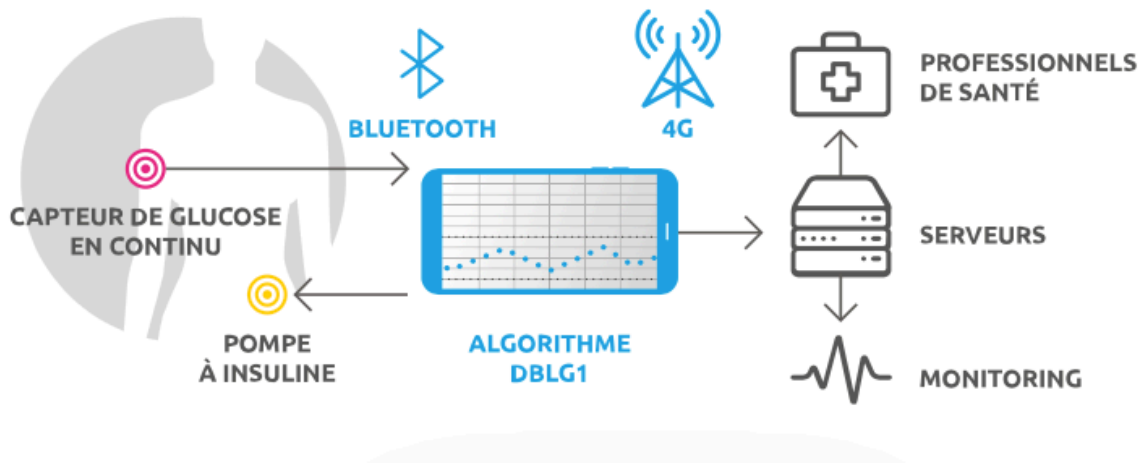 BLUETOOTH
4G
PROFESSIONNELS
DE SANTÉ
CAPTEUR DE GLUCOSE
EN CONTINU
SERVEURS
POMPE
À INSULINE
ALGORITHME
DBLG1
MONITORING